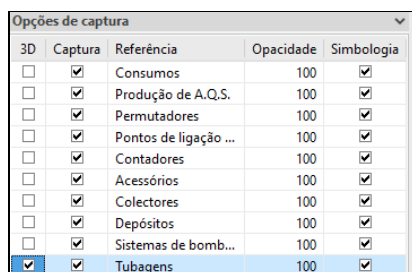 Opções de captura
3D Captura Referência Opacidade Simbologia
Consumos 100
Produção de A.Q.S. 100
Permutadores 100
Pontos de ligação ... 100
Contadores 100
Acessórios 100
Colectores 100
Depósitos 100
Sistemas de bomb... 100
Tubagens 100